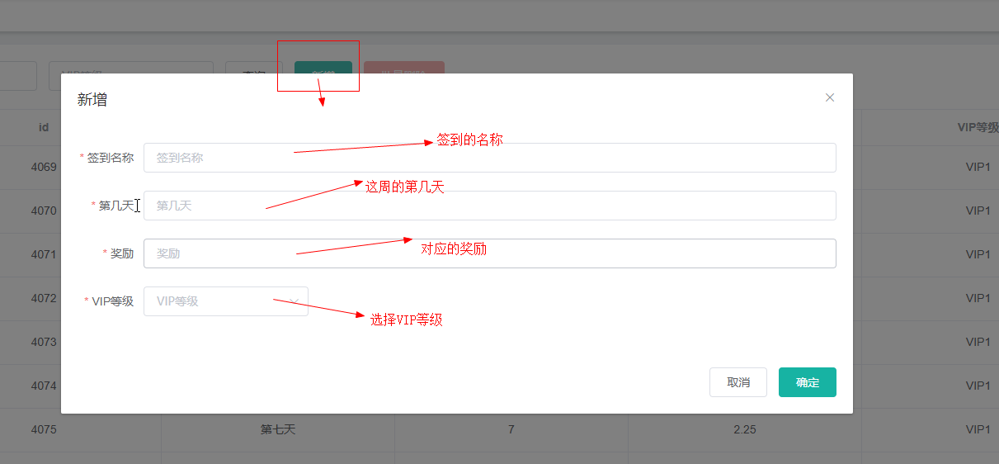 新增
id
VIP等级
签到的名称
* 签到名称
签到名称
4069
VIP1
这周的第几天
* 第几天
第几天
4070
VIP1
对应的奖励
* 奖励
奖励
4071
VIP1
* VIP等级
VIP等级
4072
VIP1
选择VIP等级
4073
VIP1
取消
确定
4074
VIP1
4075
第七天
7
2.25
VIP1